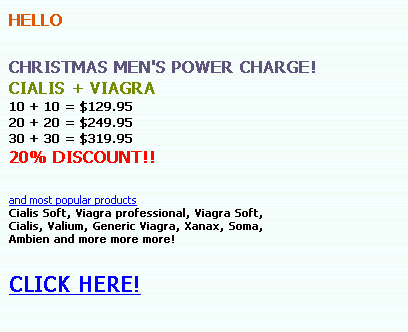 HELLO
CHRISTMAS MEN'S POWER CHARGE!
CIALIS + VIAGRA
10 + 10 = $129.95
20 + 20 = $249.95
30 + 30 = $319.95
20% DISCOUNT!!
and most popular products
Cialis Soft, Viagra professional, Viagra Soft,
Cialis, Valium, Generic Viagra, Xanax, Soma,
Ambien and more more more!
CLICK HERE!